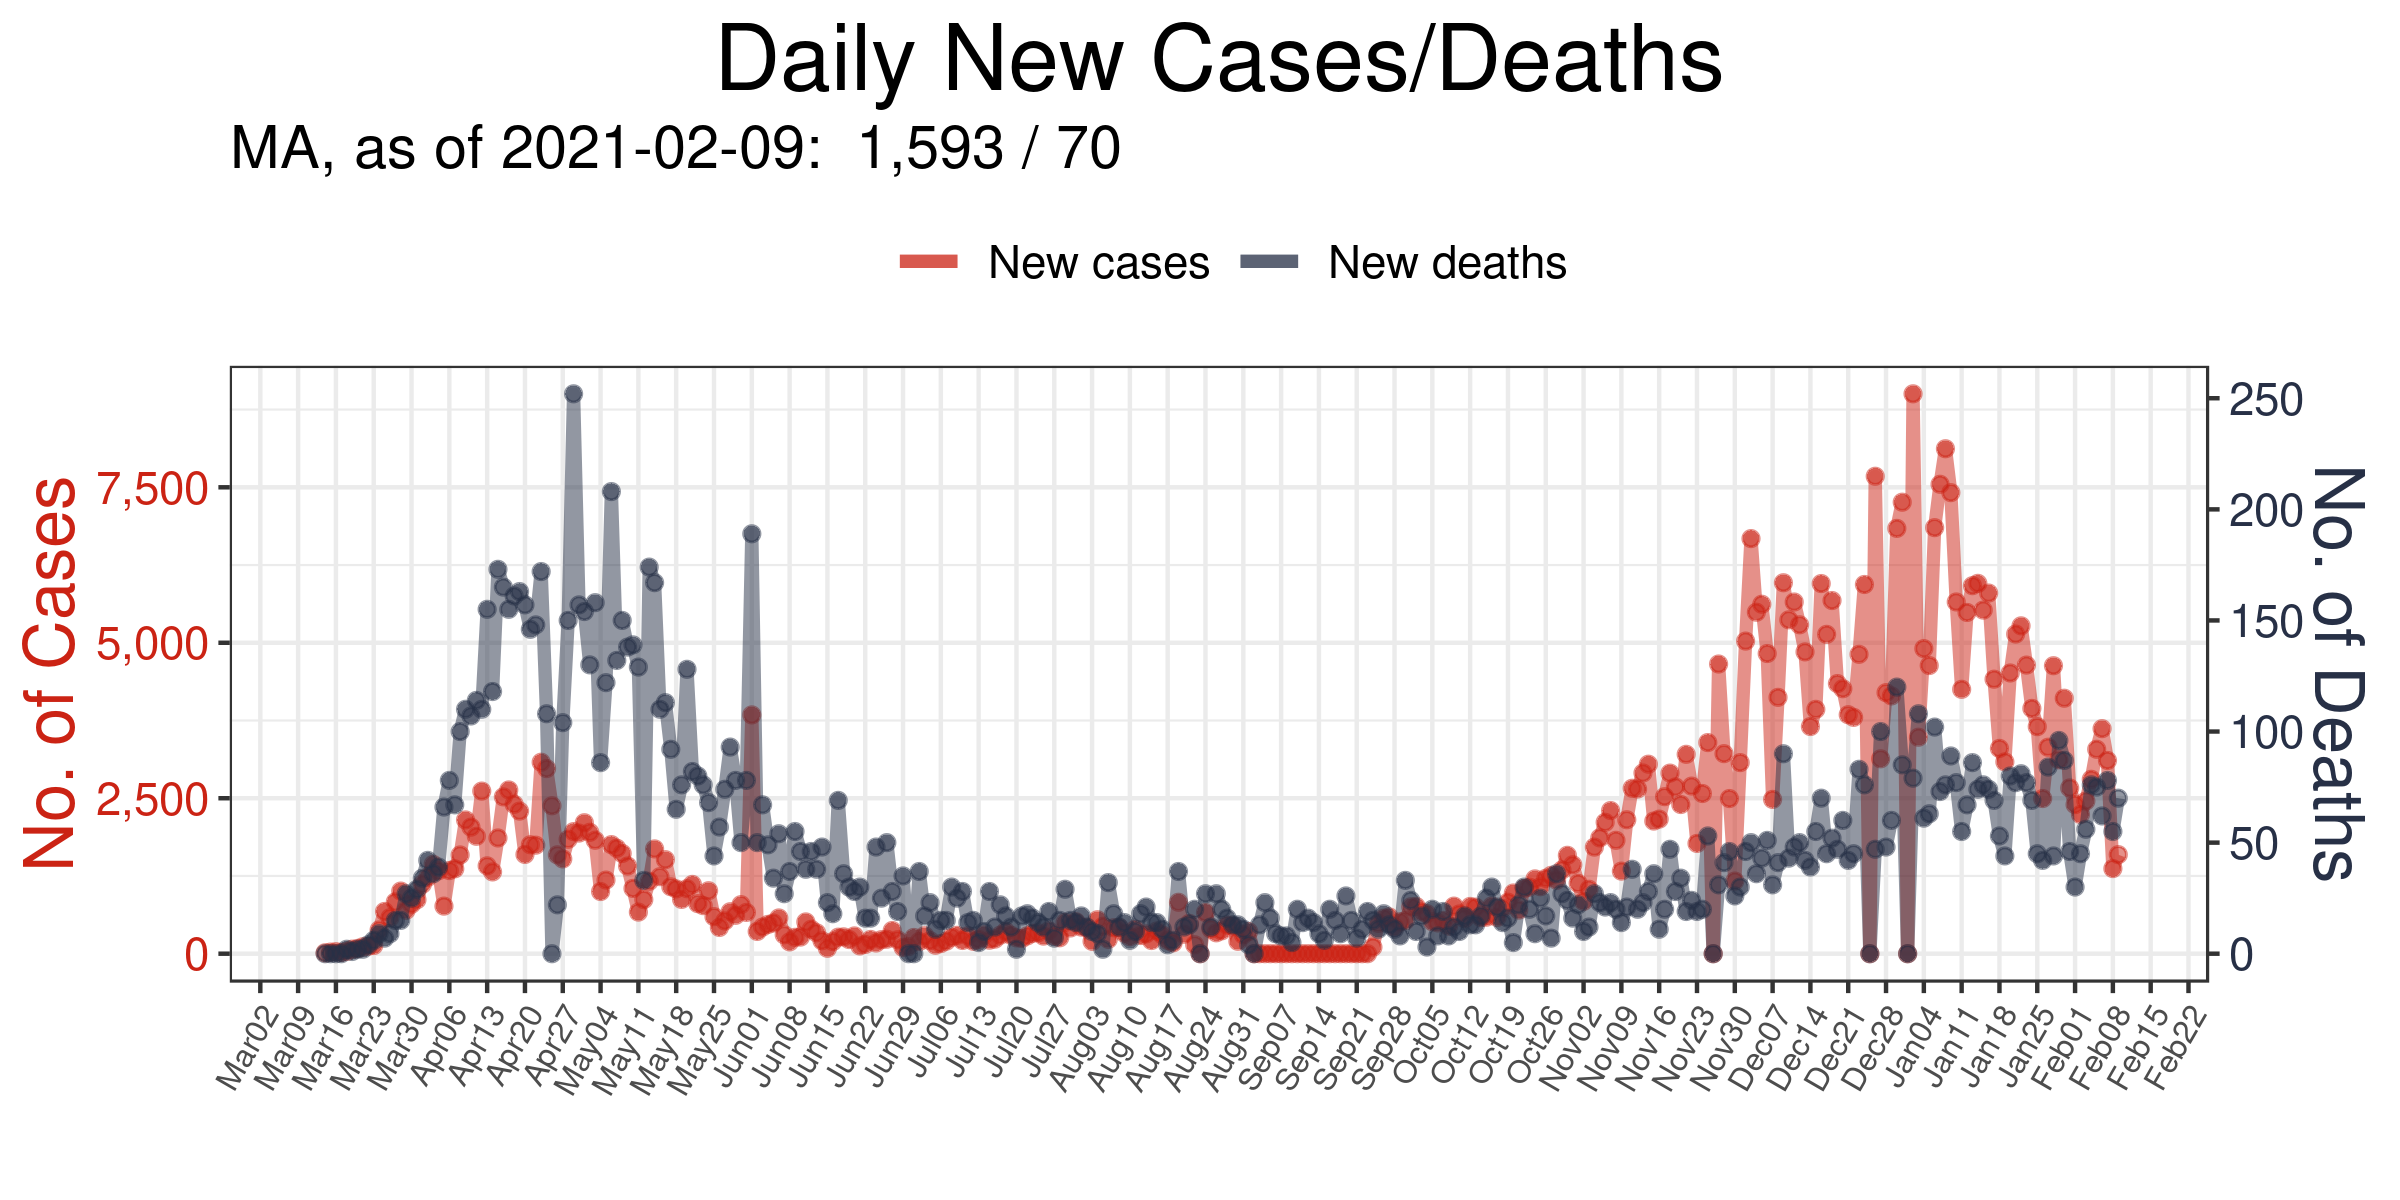 Daily New Cases/Deaths
MA, as of 2021-02-09:  1,593 / 70
New cases
New deaths
No. of Cases
7,500
5,000
2,500
0
250
200
150
100
50
0
No. of Deaths
Mar02
Mar09
Mar16
Mar23
Mar30
Apr06
Apr13
Apr20
Apr27
May04
May11
May18
May25
Jun01
Jun08
Jun15
Jun22
Jun29
Jul06
Jul13
Jul20
Jul27
Aug03
Aug10
Aug17
Aug24
Aug31
Sep07
Sep14
Sep21
Sep28
Oct05
Oct12
Oct19
Oct26
Nov02
Nov09
Nov16
Nov23
Nov30
Dec07
Dec14
Dec21
Dec28
Jan04
Jan11
Jan18
Jan25
Feb01
Feb08
Feb15
Feb22